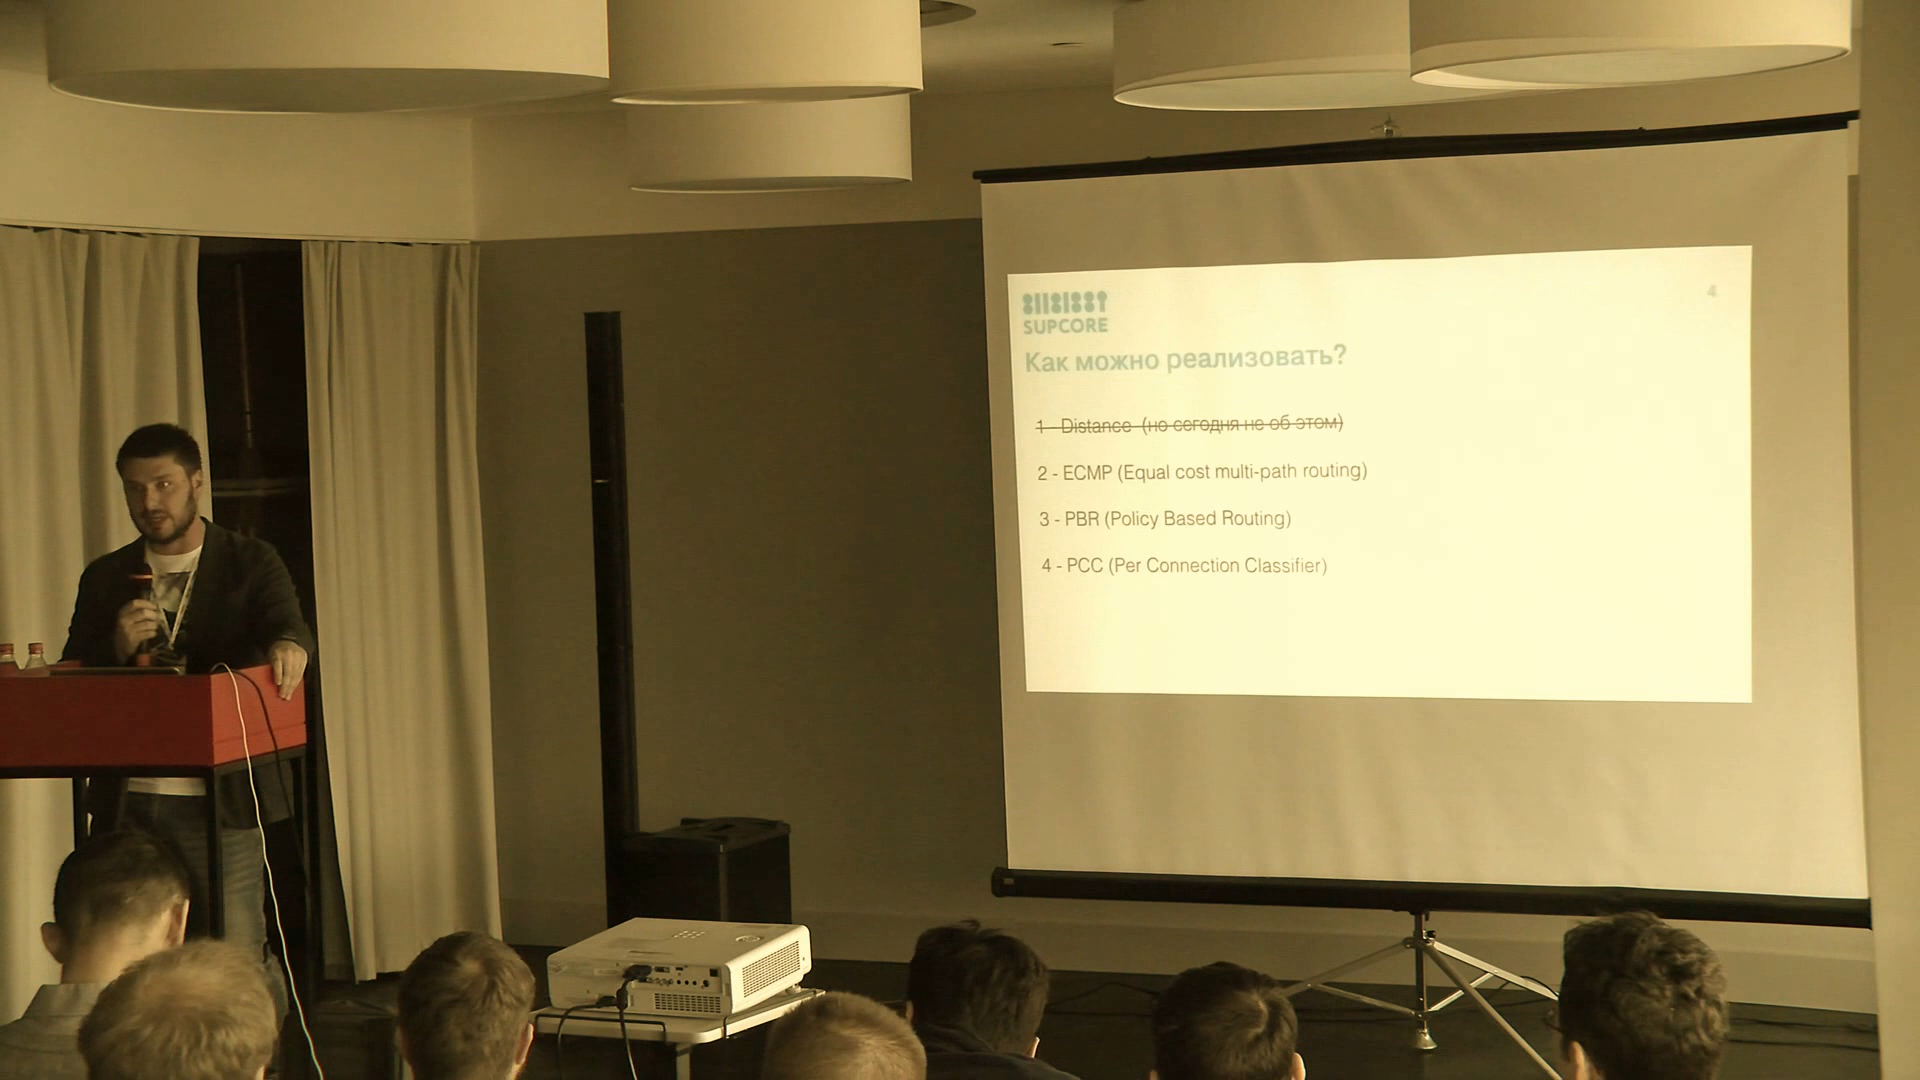 SUPCORE
4
Как можно реализовать?
1 - Distance (но сегодня не об этом)
2 - ECMP (Equal cost multi-path routing)
3 - PBR (Policy Based Routing)
4 - PCC (Per Connection Classifier)